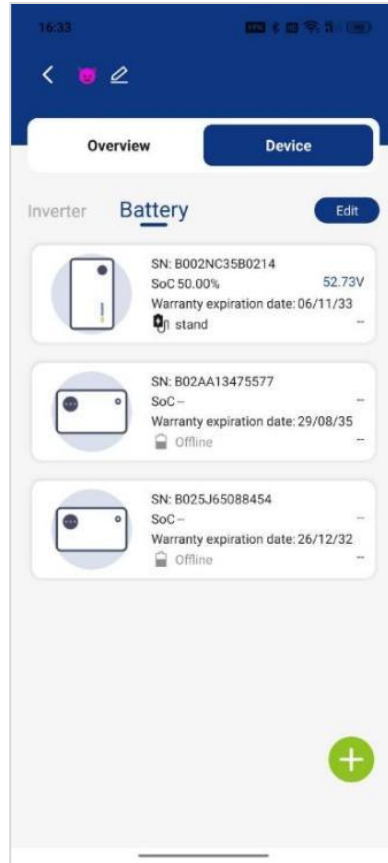 16:33
Overview
Device
Inverter
Battery
Edit
SN: B002NC35B0214
SoC 50.00%
52.73V
Warranty expiration date: 06/11/33
stand
--
SN: B02AA13475577
SoC --
--
Warranty expiration date: 29/08/35
Offline
--
SN: B025J65088454
SoC --
--
Warranty expiration date: 26/12/32
Offline
--